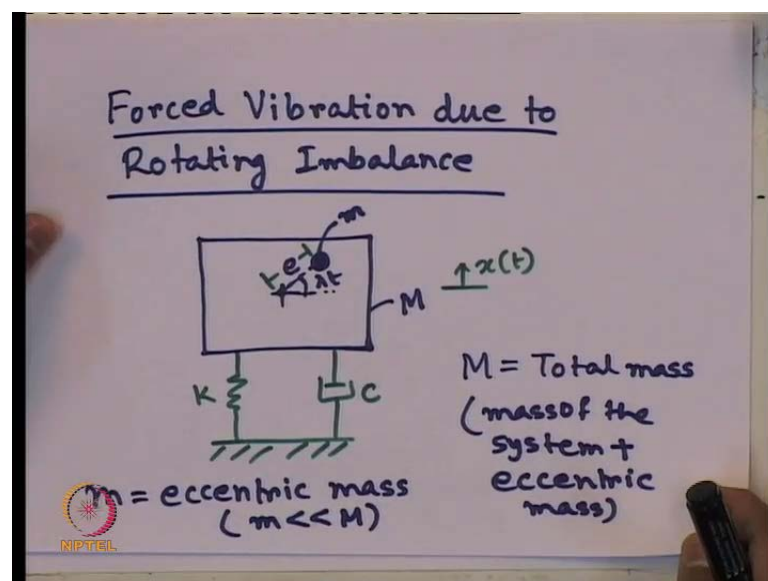 Forced Vibration due to
Rotating Imbalance
m
e
λt
x(t)
M
K
C
M = Total mass
(mass of the
system +
eccentric
mass)
m = eccentric mass
(m << M)
NPTEL